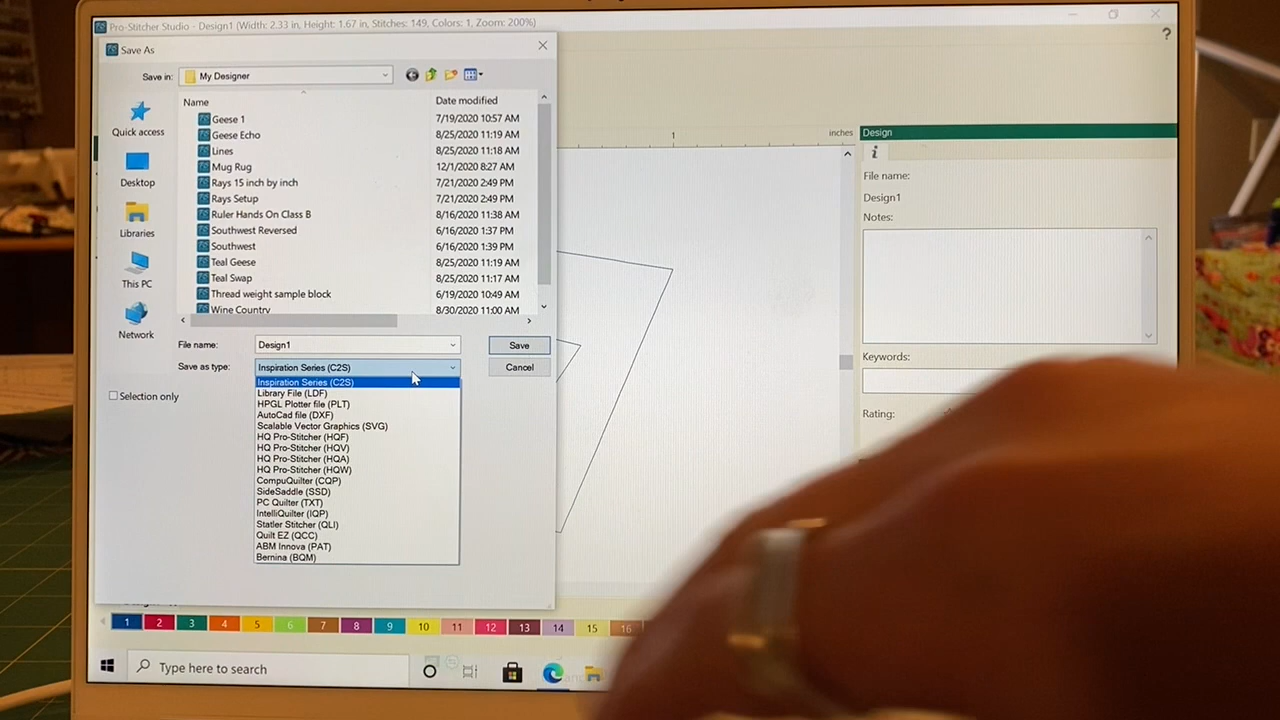 Pro-Stitcher Studio - Design1 (Width: 2.33 in, Height: 1.67 in, Stitches: 149, Colors: 1, Zoom: 200%)
Save As
?
Save in: My Designer
Name Date modified
Quick access
Desktop
Libraries
This PC
Network
Geese 1 7/19/2020 10:57 AM
Geese Echo 8/25/2020 11:19 AM
Lines 8/25/2020 11:18 AM
Mug Rug 12/1/2020 8:27 AM
Rays 15 inch by inch 7/21/2020 2:49 PM
Rays Setup 7/21/2020 2:49 PM
Ruler Hands On Class B 8/16/2020 11:38 AM
Southwest Reversed 6/16/2020 1:37 PM
Southwest 6/16/2020 1:39 PM
Teal Geese 8/25/2020 11:19 AM
Teal Swap 8/25/2020 11:17 AM
Thread weight sample block 6/19/2020 10:49 AM
Wine Country 8/30/2020 11:00 AM
File name: Design1 Save
Save as type: Inspiration Series (C2S) Cancel
Selection only
Inspiration Series (C2S)
Library File (LDF)
HPGL Plotter file (PLT)
AutoCad file (DXF)
Scalable Vector Graphics (SVG)
HQ Pro-Stitcher (HQF)
HQ Pro-Stitcher (HQV)
HQ Pro-Stitcher (HQA)
HQ Pro-Stitcher (HQW)
CompuQuilter (CQP)
SideSaddle (SSD)
PC Quilter (TXT)
IntelliQuilter (IQP)
Statler Stitcher (QLI)
Quilt EZ (QCC)
ABM Innova (PAT)
Bernina (BQM)
1 inches
Design
i
File name:
Design1
Notes:
Keywords:
Rating:
1 2 3 4 5 6 7 8 9 10 11 12 13 14 15 16
Type here to search